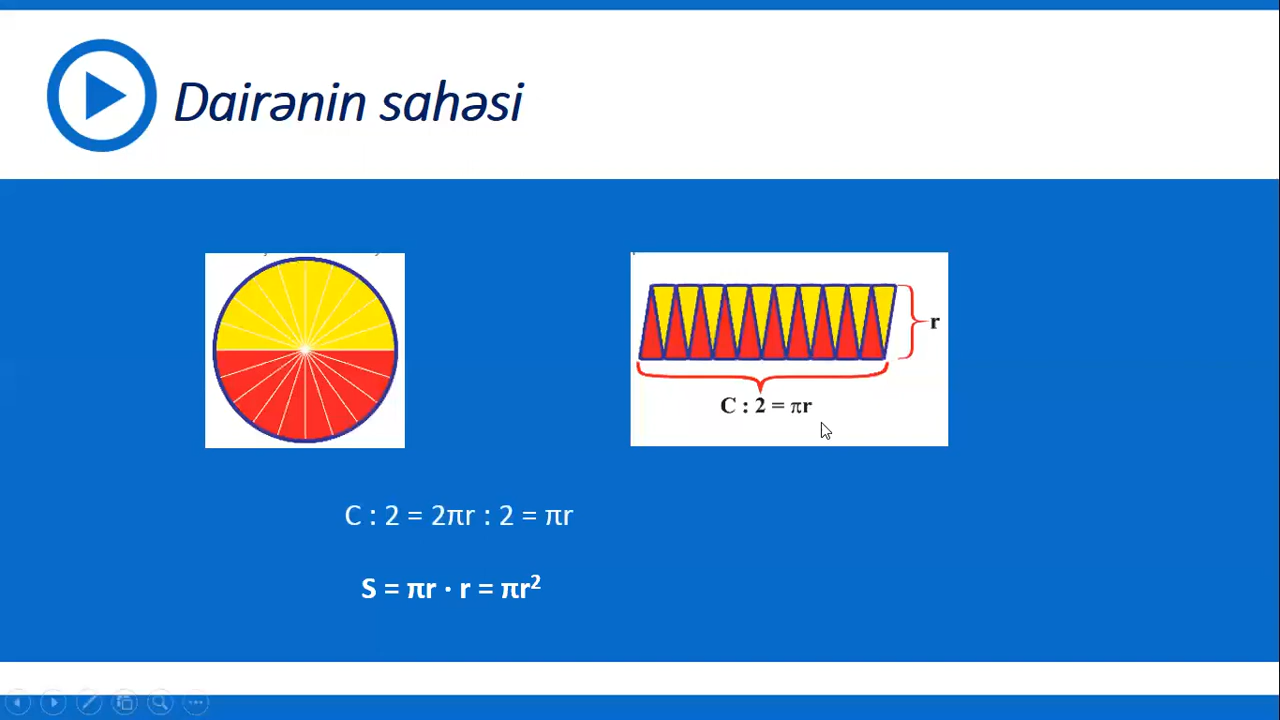 Dairənin sahəsi
r
C : 2 = πr
C : 2 = 2πr : 2 = πr
S = πr · r = πr²